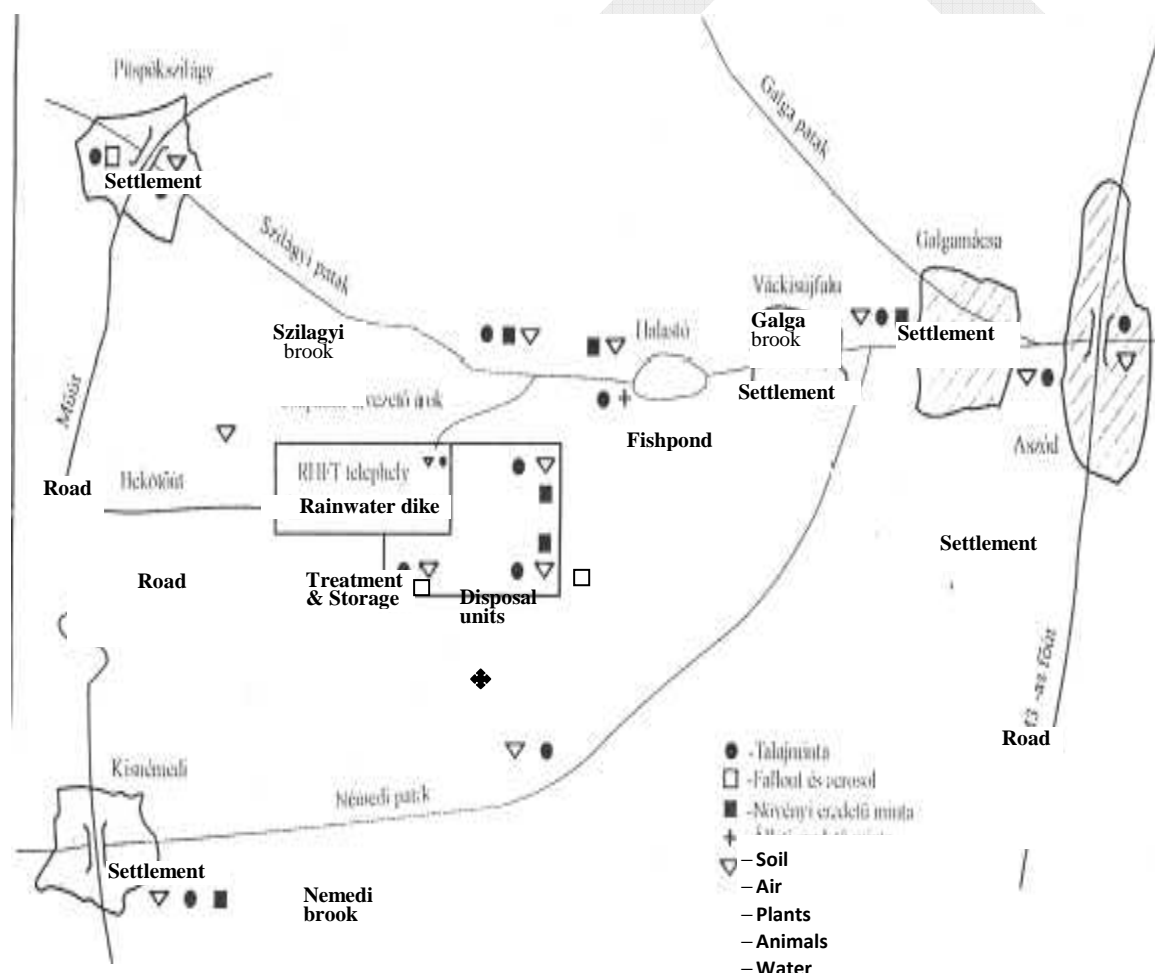 Püspökszilágy
Settlement
Galga patak
Szilágyi patak
Galgamácsa
Váckisújfalu
Szilagyi
brook
Halastó
Galga
brook
Settlement
Settlement
Műút
Fishpond
Aszód
Road
Bekötőút
RHFT telephely
Rainwater dike
Settlement
Road
Treatment
& Storage
Disposal
units
Road
Kisnémedi
Némedi patak
Settlement
Nemedi
brook
-Talajminta
-Fallout és aerosol
-Növényi eredetű minta
– Soil
– Air
– Plants
– Animals
– Water